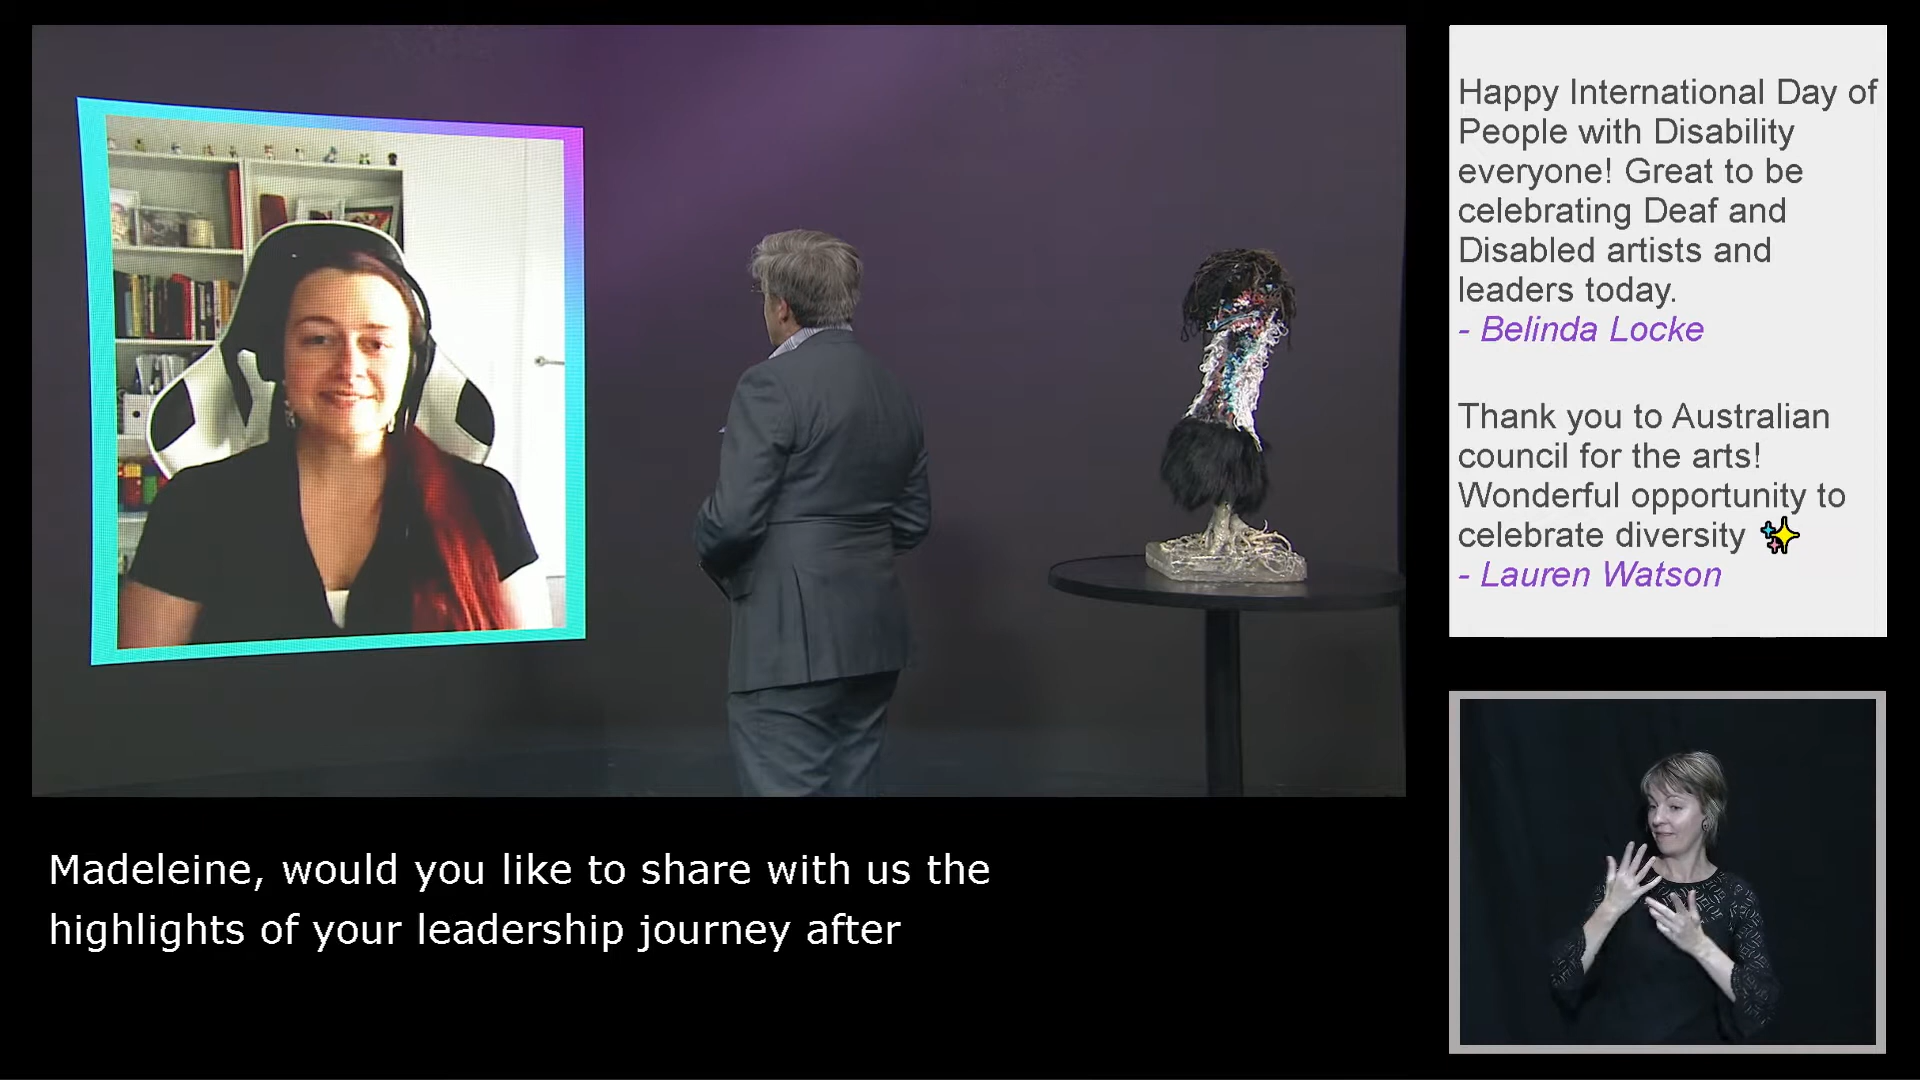 Happy International Day of
People with Disability
everyone! Great to be
celebrating Deaf and
Disabled artists and
leaders today.
- Belinda Locke
Thank you to Australian
council for the arts!
Wonderful opportunity to
celebrate diversity ✨
- Lauren Watson
Madeleine, would you like to share with us the
highlights of your leadership journey after